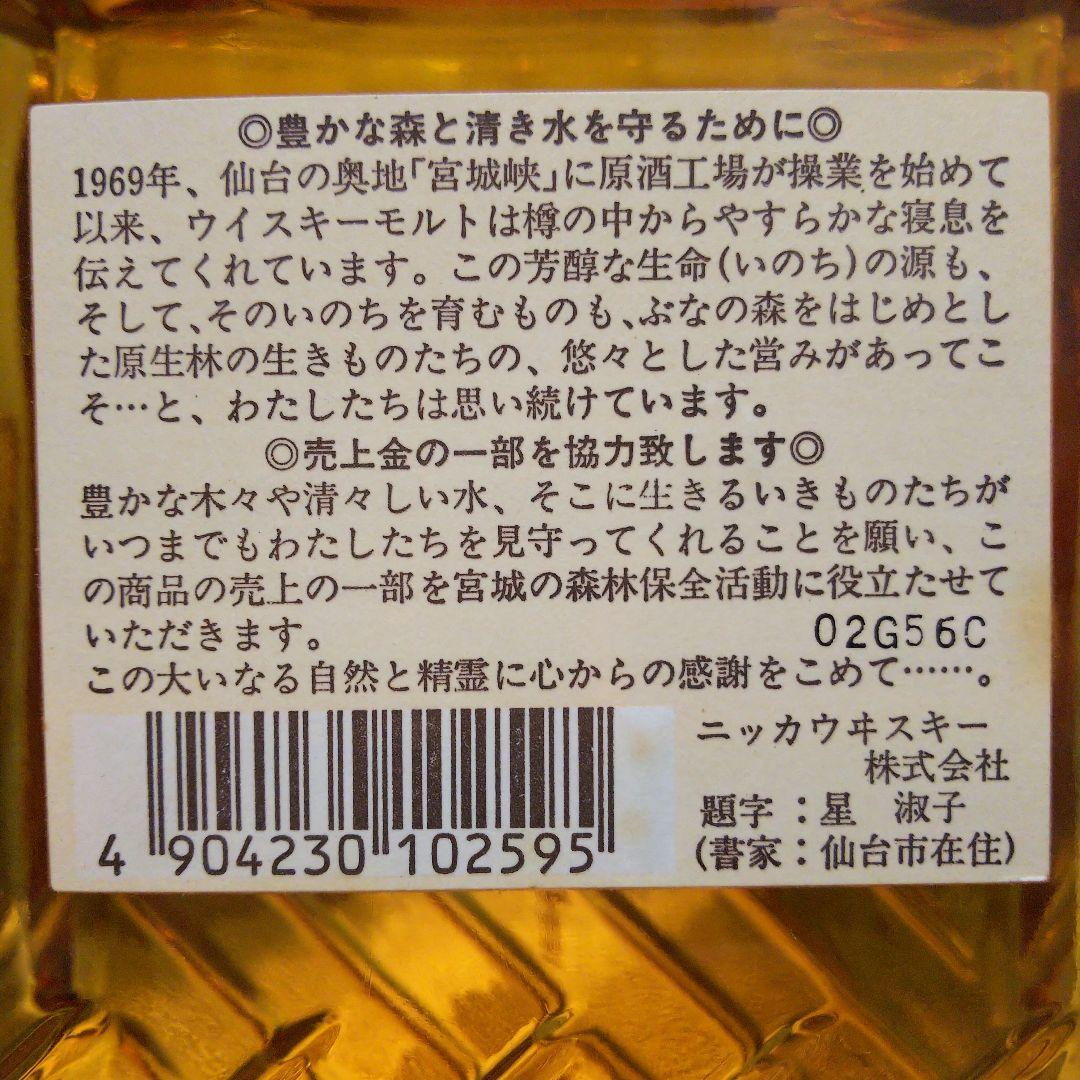 ◎豊かな森と清き水を守るために◎
1969年、仙台の奥地「宮城峡」に原酒工場が操業を始めて
以来、ウイスキーモルトは樽の中からやすらかな寝息を
伝えてくれています。この芳醇な生命(いのち)の源も、
そして、そのいのちを育むものも、ぶなの森をはじめとし
た原生林の生きものたちの、悠々とした営みがあってこ
そ…と、わたしたちは思い続けています。
◎売上金の一部を協力致します◎
豊かな木々や清々しい水、そこに生きるいきものたちが
いつまでもわたしたちを見守ってくれることを願い、こ
の商品の売上の一部を宮城の森林保全活動に役立たせて
いただきます。
02G56C
この大いなる自然と精霊に心からの感謝をこめて……。
ニッカウヰスキー
株式会社
題字：星　淑子
(書家：仙台市在住)
4 904230 102595